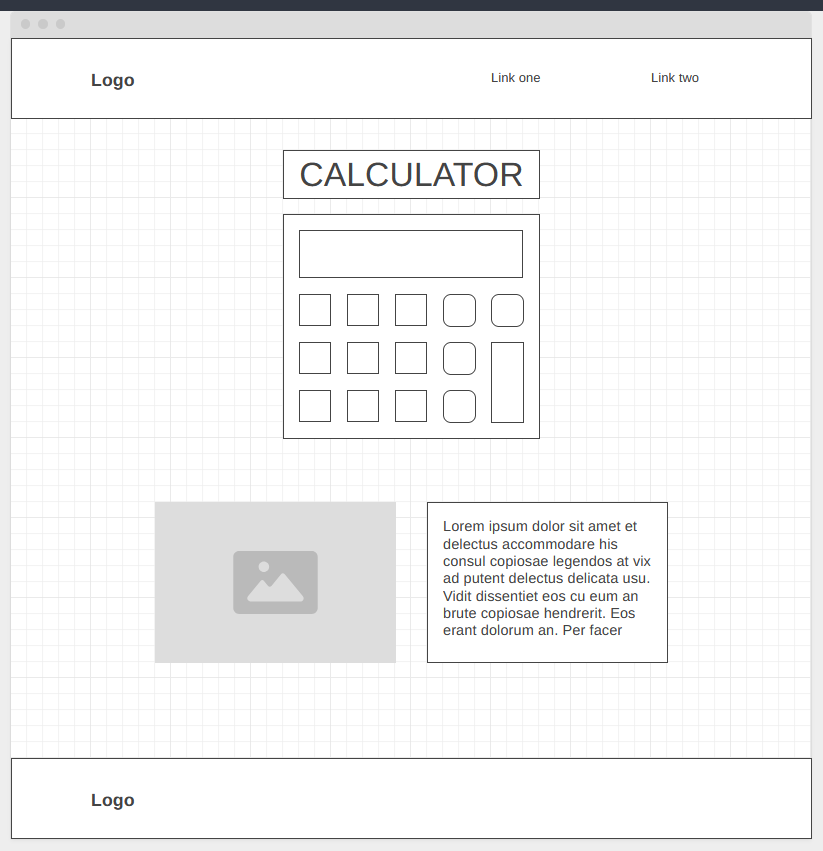 Logo
Link one
Link two
CALCULATOR
Lorem ipsum dolor sit amet et
delectus accommodare his
consul copiosae legendos at vix
ad putent delectus delicata usu.
Vidit dissentiet eos cu eum an
brute copiosae hendrerit. Eos
erant dolorum an. Per facer
Logo